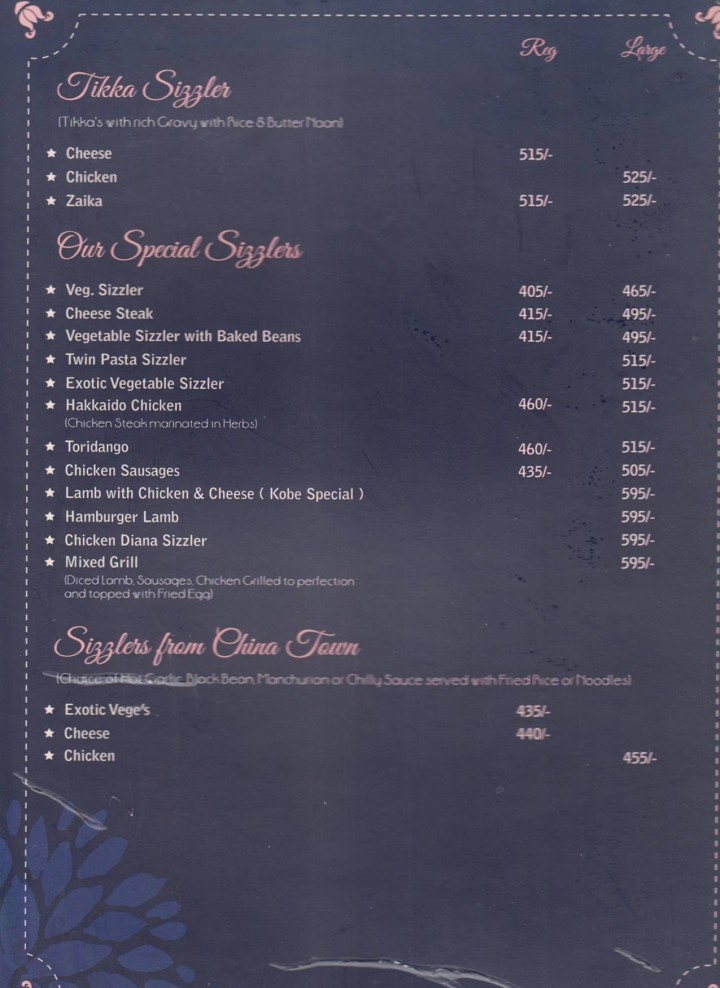 Reg Large
Tikka Sizzler
(Tikka's with rich Gravy with Rice & Butter Naan)
★ Cheese 515/-
★ Chicken 525/-
★ Zaika 515/- 525/-
Our Special Sizzlers
★ Veg. Sizzler 405/- 465/-
★ Cheese Steak 415/- 495/-
★ Vegetable Sizzler with Baked Beans 415/- 495/-
★ Twin Pasta Sizzler 515/-
★ Exotic Vegetable Sizzler 515/-
★ Hakkaido Chicken 460/- 515/-
(Chicken Steak marinated in Herbs)
★ Toridango 460/- 515/-
★ Chicken Sausages 435/- 505/-
★ Lamb with Chicken & Cheese ( Kobe Special ) 595/-
★ Hamburger Lamb 595/-
★ Chicken Diana Sizzler 595/-
★ Mixed Grill 595/-
(Diced Lamb, Sausages, Chicken Grilled to perfection
and topped with Fried Egg)
Sizzlers from China Town
(Choice of Hot Garlic, Black Bean, Manchurian or Chilly Sauce served with Fried Rice or Noodles)
★ Exotic Vege's 435/-
★ Cheese 440/-
★ Chicken 455/-